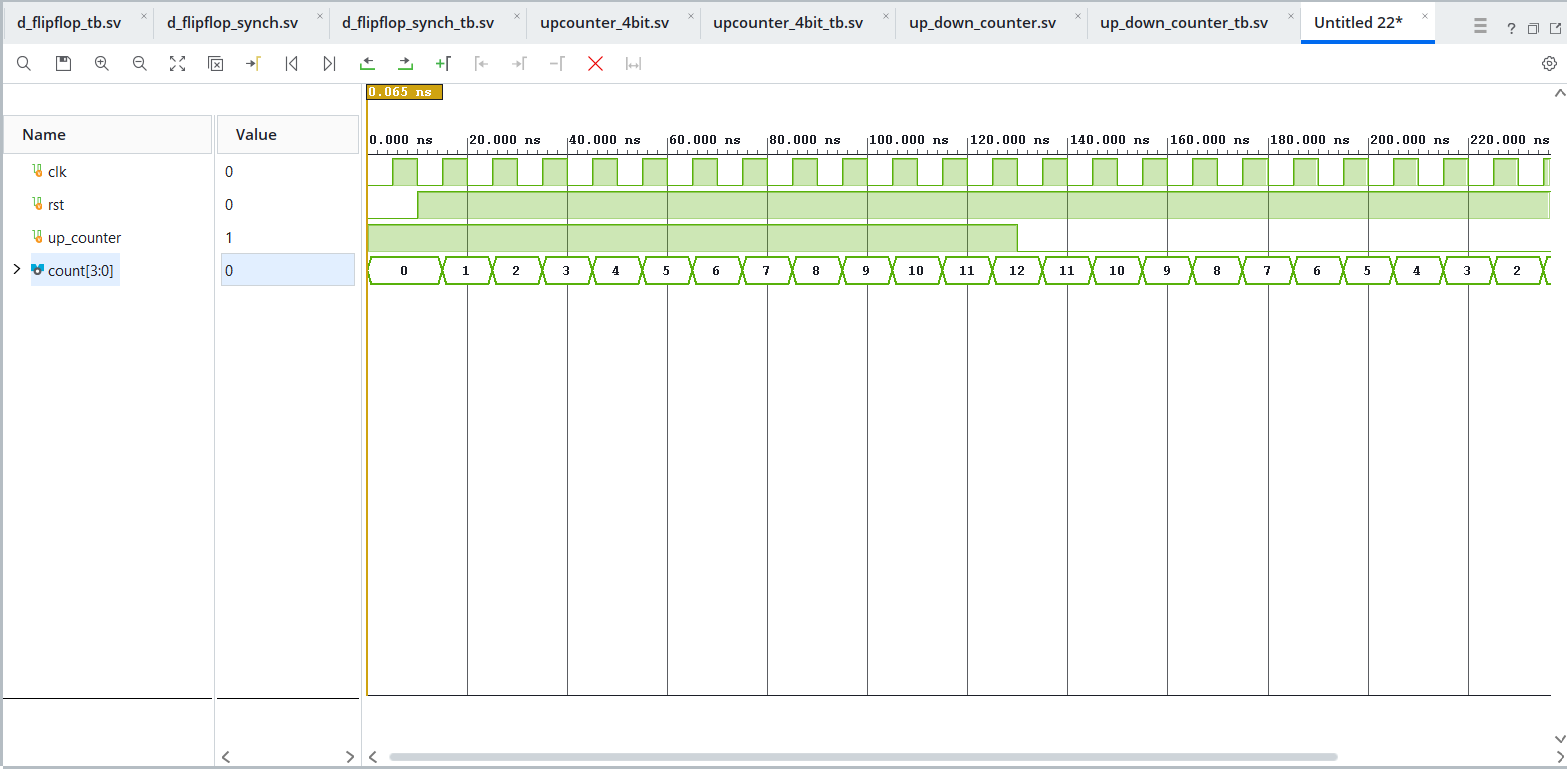 d_flipflop_tb.sv × d_flipflop_synch.sv × d_flipflop_synch_tb.sv × upcounter_4bit.sv × upcounter_4bit_tb.sv × up_down_counter.sv × up_down_counter_tb.sv × Untitled 22* × ?
0.065 ns
Name Value
0.000 ns 20.000 ns 40.000 ns 60.000 ns 80.000 ns 100.000 ns 120.000 ns 140.000 ns 160.000 ns 180.000 ns 200.000 ns 220.000 ns
clk 0
rst 0
up_counter 1
count[3:0] 0 0 1 2 3 4 5 6 7 8 9 10 11 12 11 10 9 8 7 6 5 4 3 2